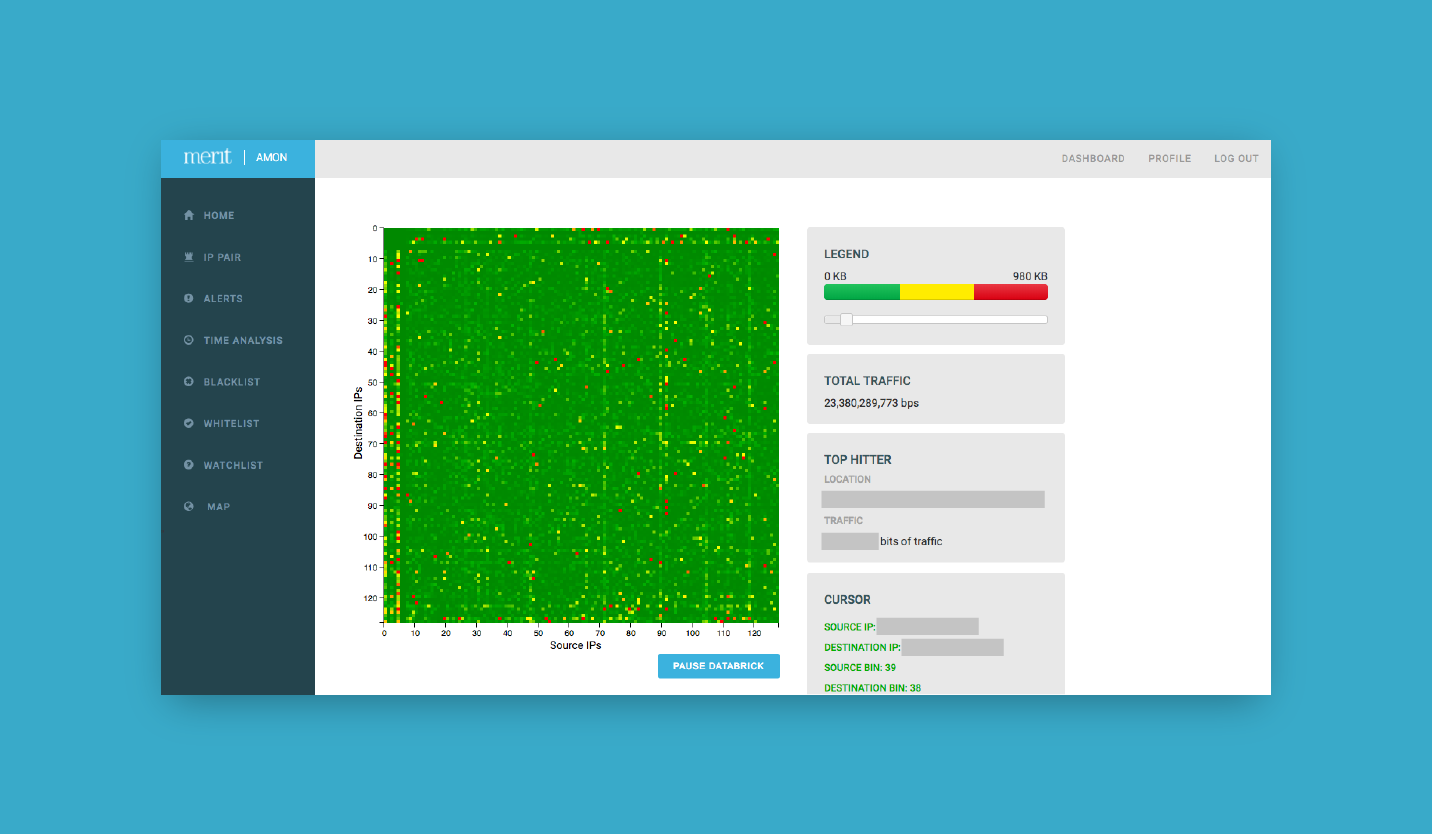 merit | AMON
DASHBOARD PROFILE LOG OUT
HOME
IP PAIR
ALERTS
TIME ANALYSIS
BLACKLIST
WHITELIST
WATCHLIST
MAP
Destination IPs
0
10
20
30
40
50
60
70
80
90
100
110
120
0 10 20 30 40 50 60 70 80 90 100 110 120
Source IPs
PAUSE DATABRICK
LEGEND
0 KB 980 KB
TOTAL TRAFFIC
23,380,289,773 bps
TOP HITTER
LOCATION
TRAFFIC
bits of traffic
CURSOR
SOURCE IP:
DESTINATION IP:
SOURCE BIN: 39
DESTINATION BIN: 38